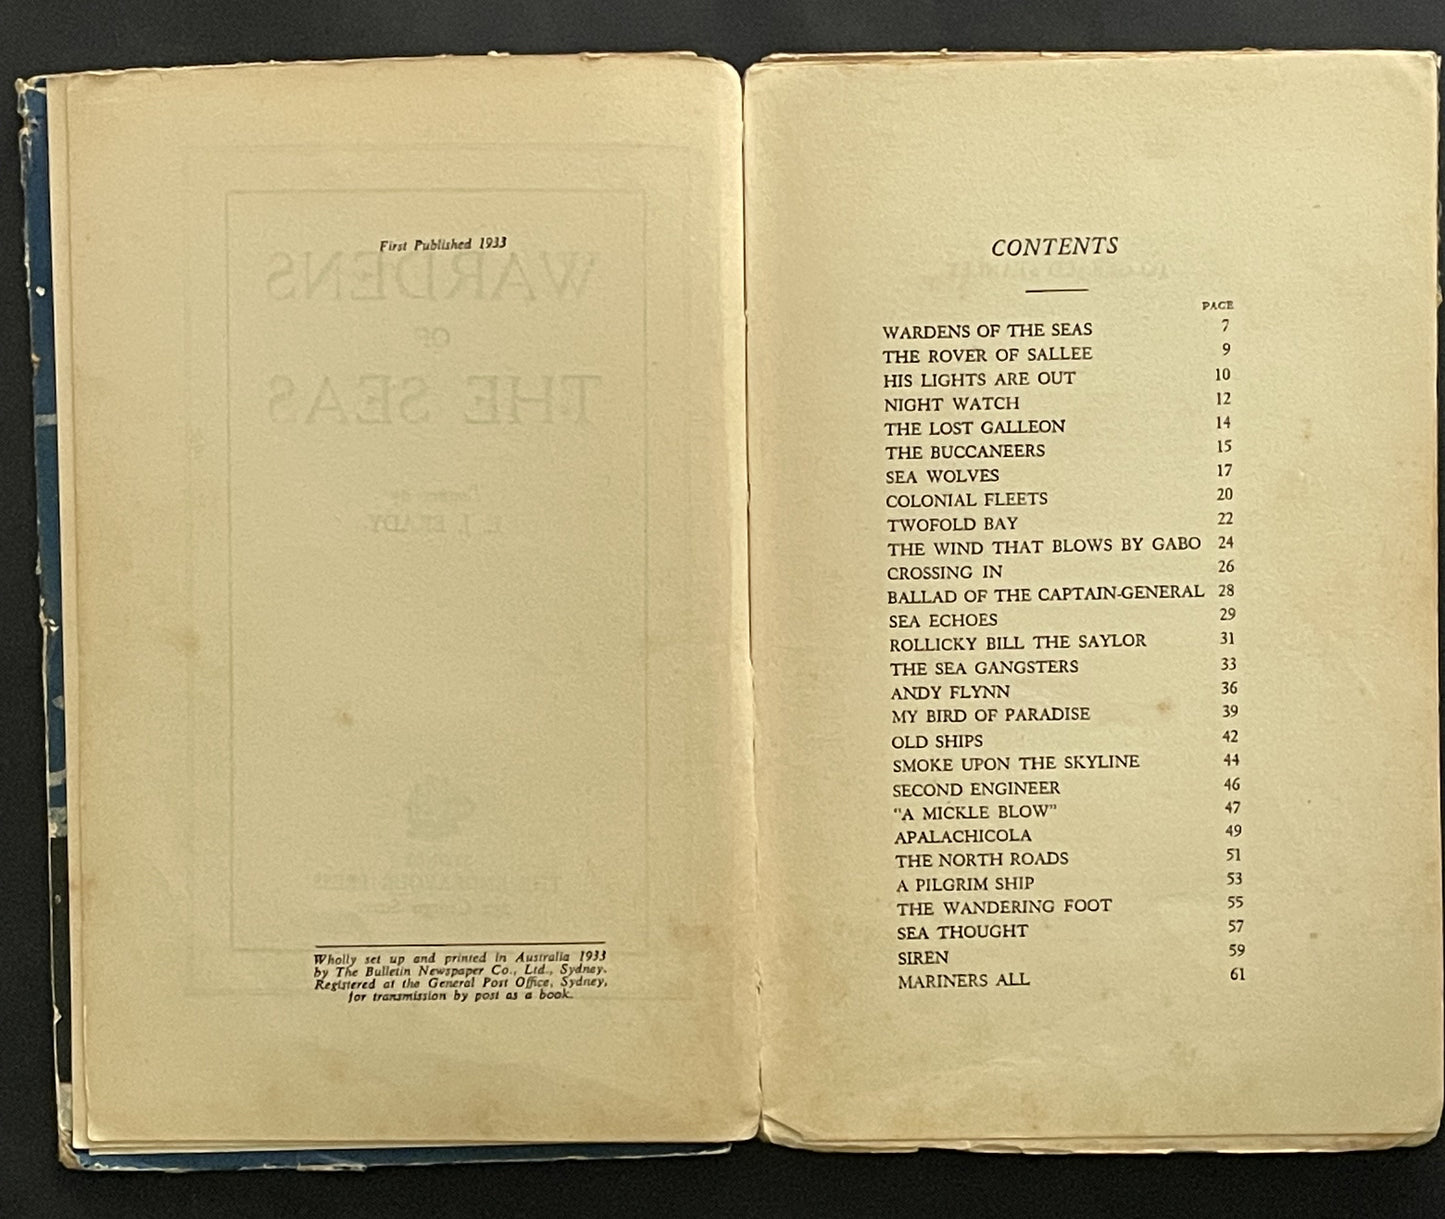 First Published 1933
WARDENS
OF
THE SEAS
E. J. BRADY
Wholly set up and printed in Australia 1933
by The Bulletin Newspaper Co., Ltd., Sydney.
Registered at the General Post Office, Sydney,
for transmission by post as a book.
CONTENTS
PAGE
WARDENS OF THE SEAS 7
THE ROVER OF SALLEE 9
HIS LIGHTS ARE OUT 10
NIGHT WATCH 12
THE LOST GALLEON 14
THE BUCCANEERS 15
SEA WOLVES 17
COLONIAL FLEETS 20
TWOFOLD BAY 22
THE WIND THAT BLOWS BY GABO 24
CROSSING IN 26
BALLAD OF THE CAPTAIN-GENERAL 28
SEA ECHOES 29
ROLLICKY BILL THE SAYLOR 31
THE SEA GANGSTERS 33
ANDY FLYNN 36
MY BIRD OF PARADISE 39
OLD SHIPS 42
SMOKE UPON THE SKYLINE 44
SECOND ENGINEER 46
"A MICKLE BLOW" 47
APALACHICOLA 49
THE NORTH ROADS 51
A PILGRIM SHIP 53
THE WANDERING FOOT 55
SEA THOUGHT 57
SIREN 59
MARINERS ALL 61